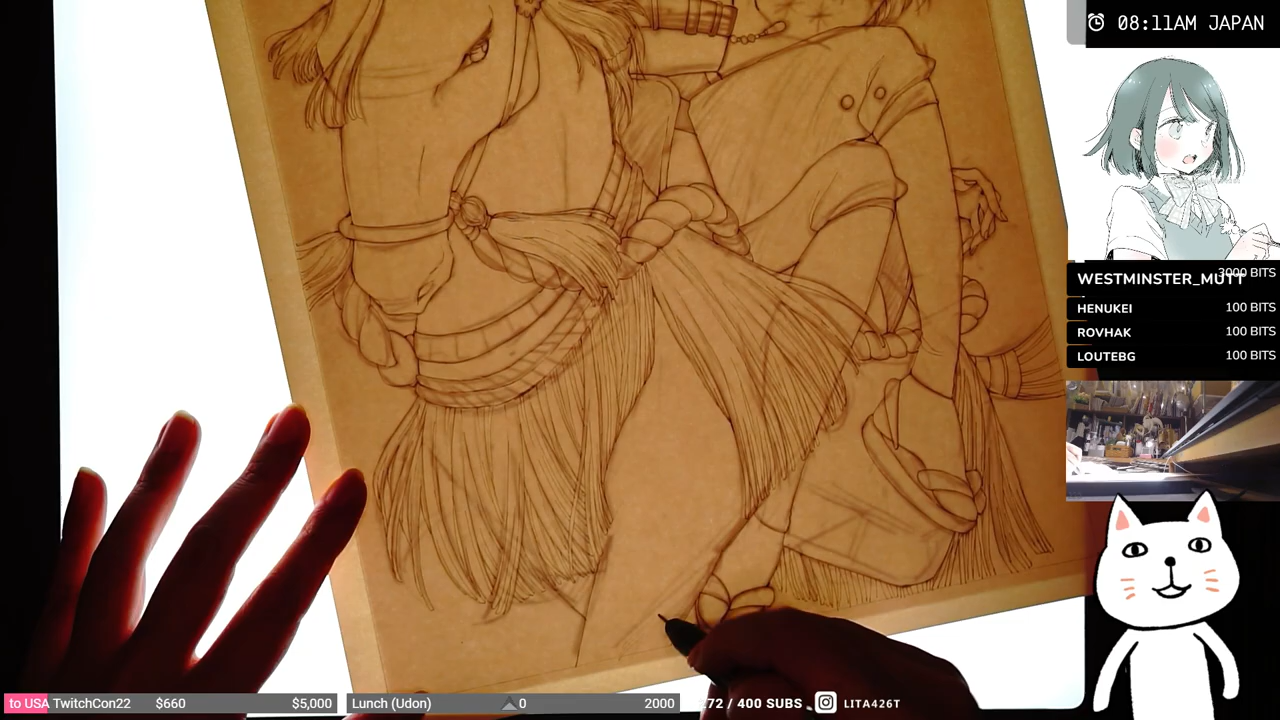 08:11AM JAPAN
3000 BITS
WESTMINSTER_MUTT
HENUKEI 100 BITS
ROVHAK 100 BITS
LOUTEBG 100 BITS
to USA TwitchCon22 $660 $5,000
Lunch (Udon) 0 2000
272 / 400 SUBS
LITA426T